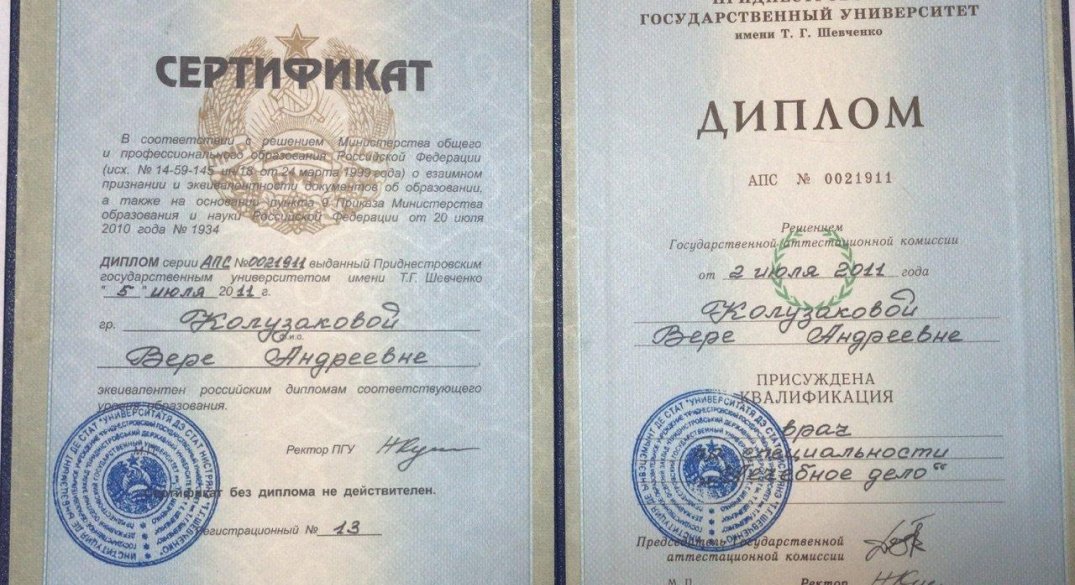 СЕРТИФИКАТ
В соответствии с решением Министерства общего
и профессионального образования Российской Федерации
(исх. № 14-59-145 ин/18 от 24 марта 1999 года) о взаимном
признании и эквивалентности документов об образовании,
а также на основании пункта 9 Приказа Министерства
образования и науки Российской Федерации от 20 июля
2010 года № 1934
ДИПЛОМ серии АПС №0021911 выданный Приднестровским
государственным университетом имени Т.Г. Шевченко
" 5 " июля 2011 г.
гр. Колузаковой
Ф.и.о.
Вере Андреевне
эквивалентен российским дипломам соответствующего
уровня образования.
Ректор ПГУ
Сертификат без диплома не действителен.
Регистрационный № 13
ГОСУДАРСТВЕННЫЙ УНИВЕРСИТЕТ
имени Т. Г. Шевченко
ДИПЛОМ
АПС № 0021911
Решением
Государственной аттестационной комиссии
от 2 июля 2011 года
Колузаковой
Вере Андреевне
ПРИСУЖДЕНА
КВАЛИФИКАЦИЯ
врач
по специальности
"Лечебное дело"
Председатель Государственной
аттестационной комиссии
М. П. Ректор